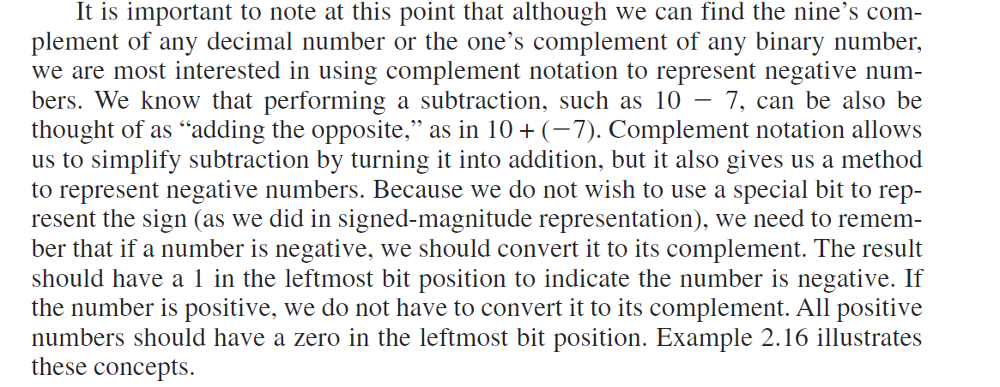 It is important to note at this point that although we can find the nine’s com-
plement of any decimal number or the one’s complement of any binary number,
we are most interested in using complement notation to represent negative num-
bers. We know that performing a subtraction, such as 10 − 7, can be also be
thought of as “adding the opposite,” as in 10 + (−7). Complement notation allows
us to simplify subtraction by turning it into addition, but it also gives us a method
to represent negative numbers. Because we do not wish to use a special bit to rep-
resent the sign (as we did in signed-magnitude representation), we need to remem-
ber that if a number is negative, we should convert it to its complement. The result
should have a 1 in the leftmost bit position to indicate the number is negative. If
the number is positive, we do not have to convert it to its complement. All positive
numbers should have a zero in the leftmost bit position. Example 2.16 illustrates
these concepts.